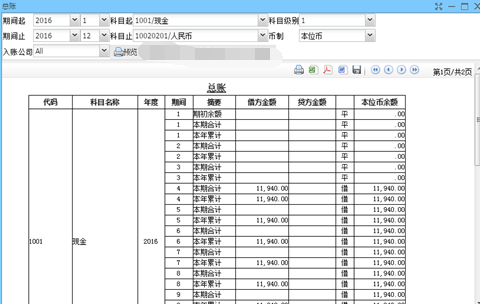 总账
期间起 2016 1 科目起 1001/现金 科目级别 1
期间止 2016 12 科目止 10020201/人民币 币制 本位币
入账公司 All 预览
第1页/共2页
总账
代码 科目名称 年度 期间 摘要 借方金额 贷方金额 本位币余额
1 期初余额 平 .00
1 本期合计 平 .00
1 本年累计 平 .00
2 本期合计 平 .00
2 本年累计 平 .00
3 本期合计 平 .00
3 本年累计 平 .00
4 本期合计 11,940.00 借 11,940.00
4 本年累计 11,940.00 借 11,940.00
5 本期合计 借 11,940.00
5 本年累计 11,940.00 借 11,940.00
6 本期合计 借 11,940.00
1001 现金 2016 6 本年累计 11,940.00 借 11,940.00
7 本期合计 借 11,940.00
7 本年累计 11,940.00 借 11,940.00
8 本期合计 借 11,940.00
8 本年累计 11,940.00 借 11,940.00
9 本期合计 借 11,940.00